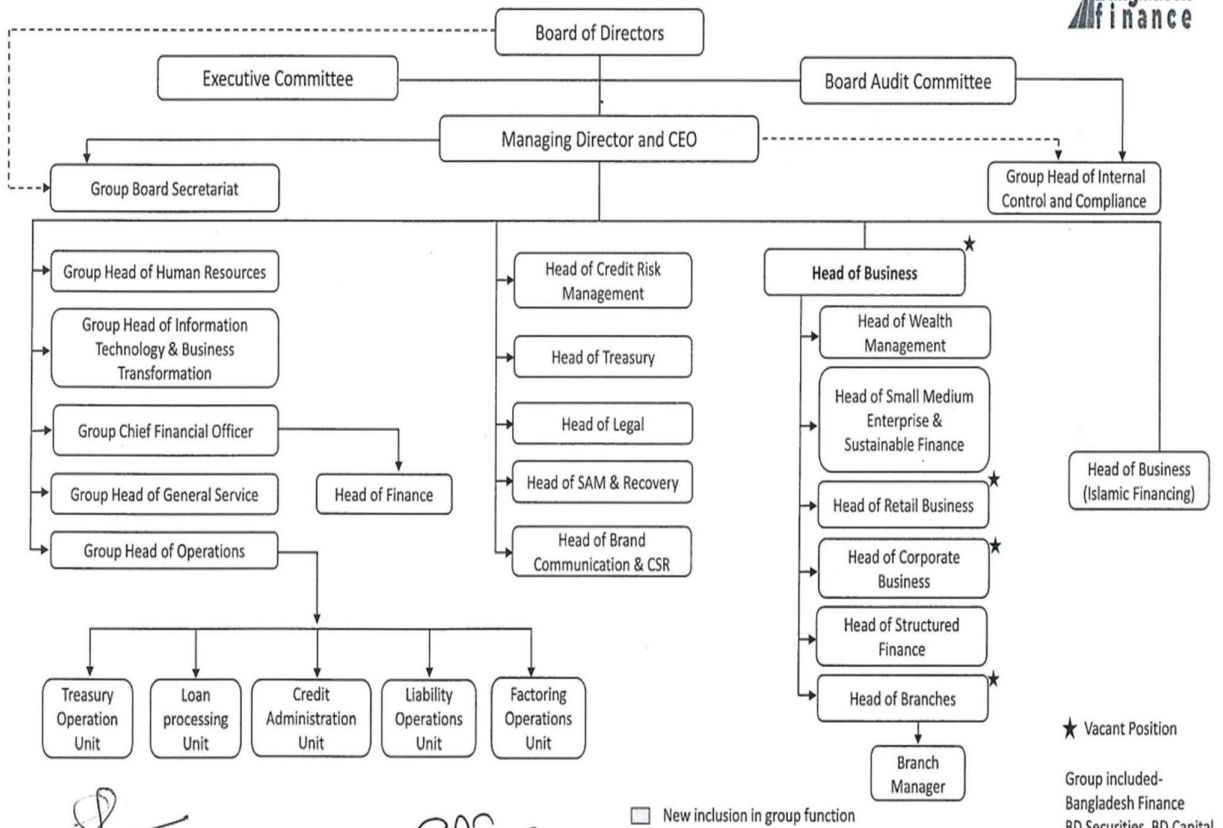 finance
Board of Directors
Executive Committee
Board Audit Committee
Managing Director and CEO
Group Board Secretariat
Group Head of Internal
Control and Compliance
Group Head of Human Resources
Group Head of Information
Technology & Business
Transformation
Group Chief Financial Officer
Head of Finance
Group Head of General Service
Group Head of Operations
Treasury
Operation
Unit
Loan
processing
Unit
Credit
Administration
Unit
Liability
Operations
Unit
Factoring
Operations
Unit
Head of Credit Risk
Management
Head of Treasury
Head of Legal
Head of SAM & Recovery
Head of Brand
Communication & CSR
Head of Business
Head of Wealth
Management
Head of Small Medium
Enterprise &
Sustainable Finance
Head of Retail Business
Head of Corporate
Business
Head of Structured
Finance
Head of Branches
Branch
Manager
Head of Business
(Islamic Financing)
★ Vacant Position
Group included-
Bangladesh Finance
BD Securities, BD Capital
New inclusion in group function